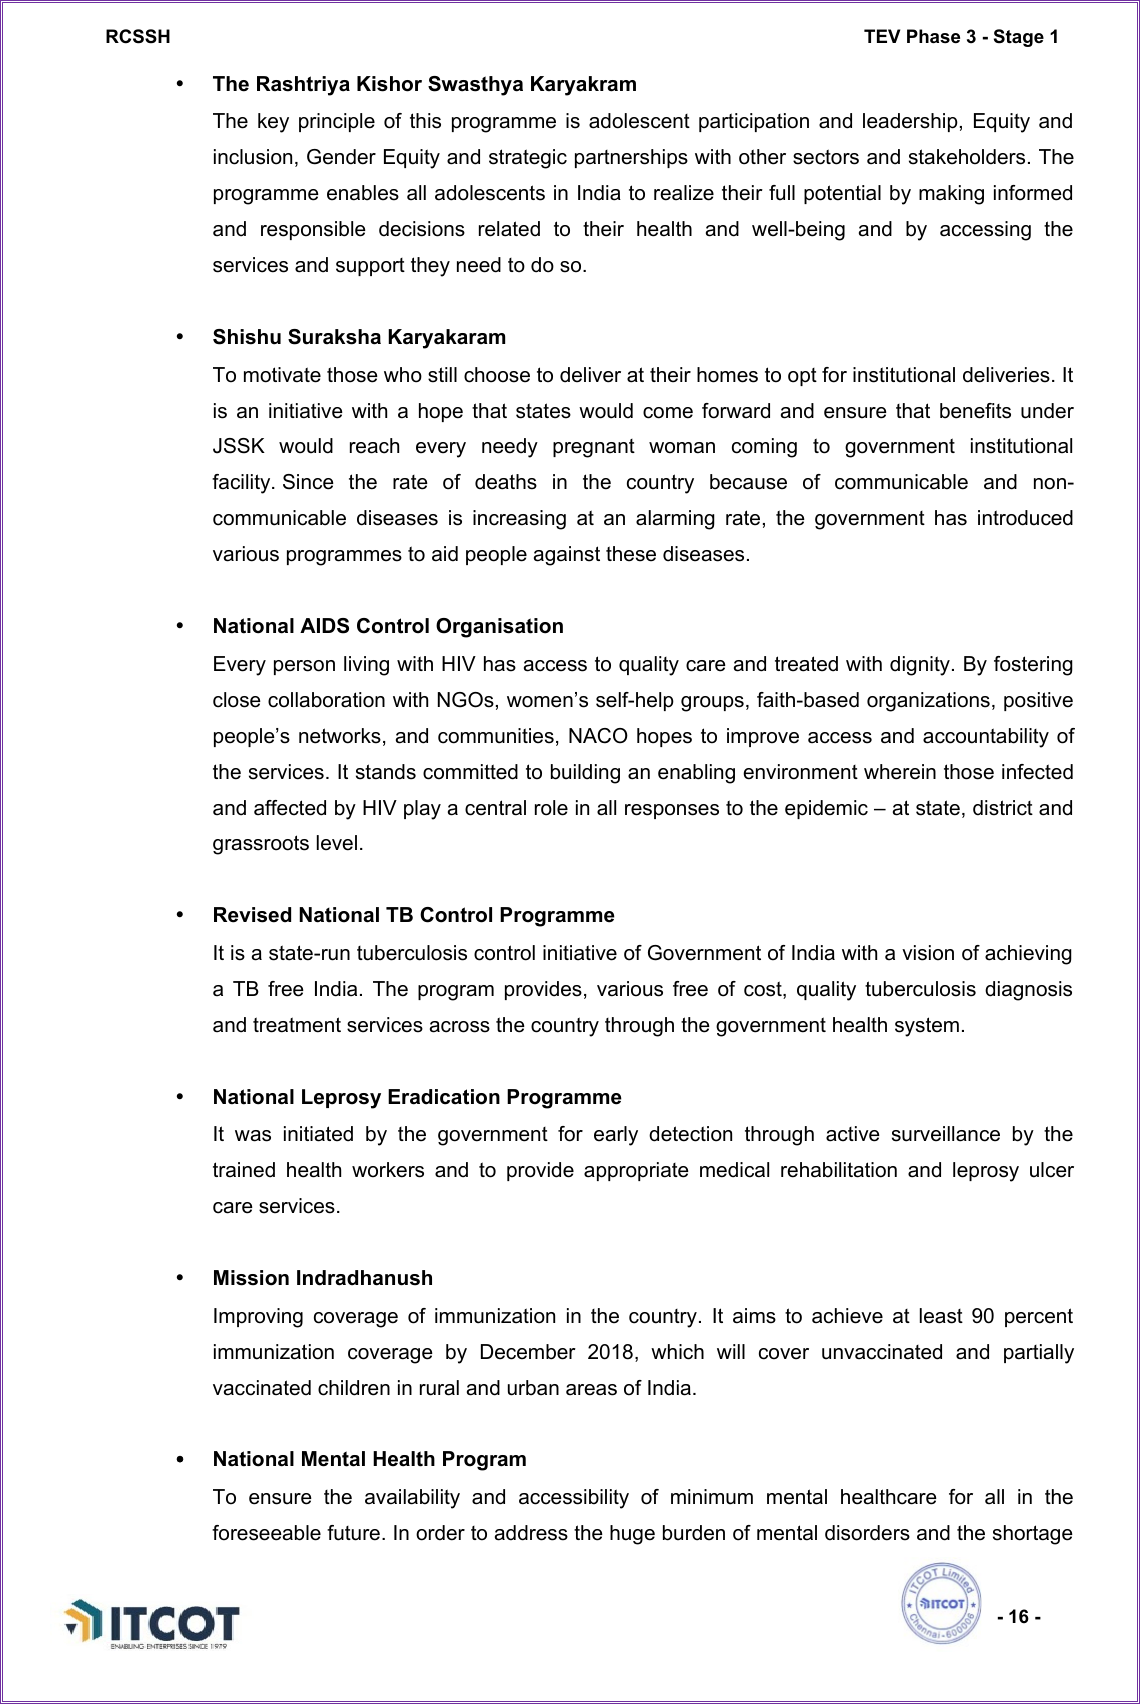 RCSSH TEV Phase 3 - Stage 1
• The Rashtriya Kishor Swasthya Karyakram
The key principle of this programme is adolescent participation and leadership, Equity and
inclusion, Gender Equity and strategic partnerships with other sectors and stakeholders. The
programme enables all adolescents in India to realize their full potential by making informed
and responsible decisions related to their health and well-being and by accessing the
services and support they need to do so.
• Shishu Suraksha Karyakaram
To motivate those who still choose to deliver at their homes to opt for institutional deliveries. It
is an initiative with a hope that states would come forward and ensure that benefits under
JSSK would reach every needy pregnant woman coming to government institutional
facility. Since the rate of deaths in the country because of communicable and non-
communicable diseases is increasing at an alarming rate, the government has introduced
various programmes to aid people against these diseases.
• National AIDS Control Organisation
Every person living with HIV has access to quality care and treated with dignity. By fostering
close collaboration with NGOs, women’s self-help groups, faith-based organizations, positive
people’s networks, and communities, NACO hopes to improve access and accountability of
the services. It stands committed to building an enabling environment wherein those infected
and affected by HIV play a central role in all responses to the epidemic – at state, district and
grassroots level.
• Revised National TB Control Programme
It is a state-run tuberculosis control initiative of Government of India with a vision of achieving
a TB free India. The program provides, various free of cost, quality tuberculosis diagnosis
and treatment services across the country through the government health system.
• National Leprosy Eradication Programme
It was initiated by the government for early detection through active surveillance by the
trained health workers and to provide appropriate medical rehabilitation and leprosy ulcer
care services.
• Mission Indradhanush
Improving coverage of immunization in the country. It aims to achieve at least 90 percent
immunization coverage by December 2018, which will cover unvaccinated and partially
vaccinated children in rural and urban areas of India.
• National Mental Health Program
To ensure the availability and accessibility of minimum mental healthcare for all in the
foreseeable future. In order to address the huge burden of mental disorders and the shortage
ITCOT
ENABLING ENTERPRISES SINCE 1979
ITCOT Limited
ITCOT
Chennai - 600006
- 16 -